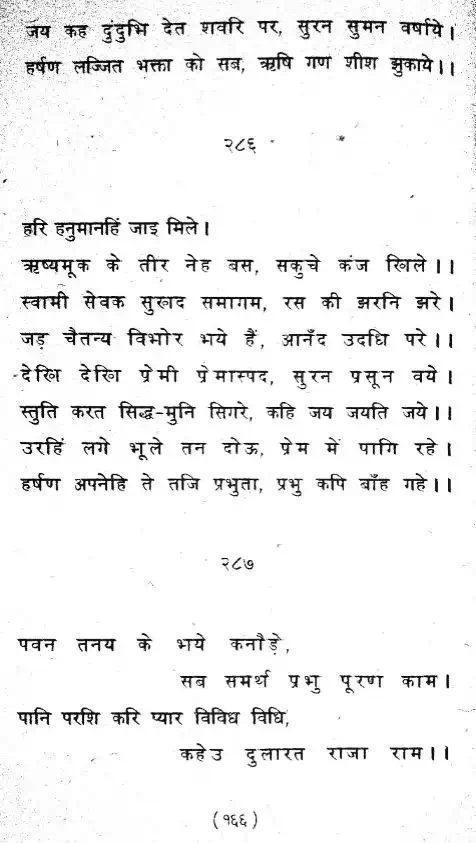 जय कह दुंदुभि देत शवरि पर, सुरन सुमन वर्षाये।
हर्षण लज्जित भक्ता को सब, ऋषि गण शीश झुकाये।।
२८६
हरि हनुमानहिं जाइ मिले।
ऋष्यमूक के तीर नेह बस, सकुचे कंज खिले।।
स्वामी सेवक सुखद समागम, रस की झरनि झरे।
जड़ चैतन्य विभोर भये हैं, आनँद उदधि परे।।
देखि देखि प्रेमी प्रेमास्पद, सुरन प्रसून वये।
स्तुति करत सिद्ध-मुनि सिगरे, कहि जय जयति जये।।
उरहिं लगे भूले तन दोऊ, प्रेम में पागि रहे।
हर्षण अपनेहि ते तजि प्रभुता, प्रभु कपि बाँह गहे।।
२८७
पवन तनय के भये कनौड़े,
सब समर्थ प्रभु पूरण काम।
पानि परशि करि प्यार विविध विधि,
कहेउ दुलारत राजा राम।।
(१६६)